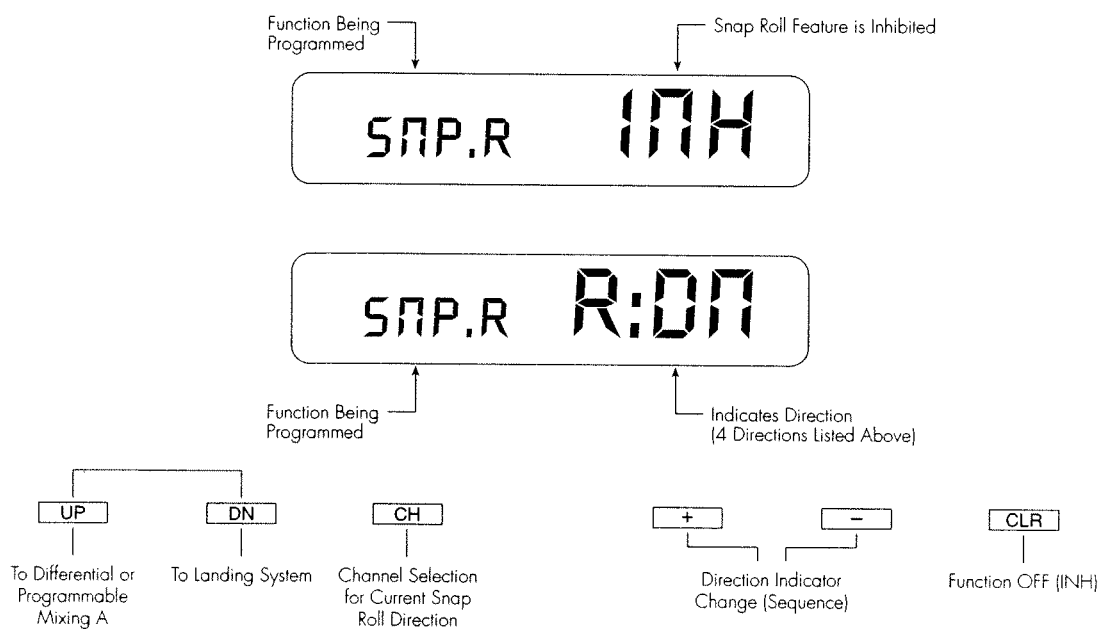 Function Being
Programmed
Snap Roll Feature is Inhibited
SNP.R INH
SNP.R R:DN
Function Being
Programmed
Indicates Direction
(4 Directions Listed Above)
UP
DN
CH
+
−
CLR
To Differential or
Programmable
Mixing A
To Landing System
Channel Selection
for Current Snap
Roll Direction
Direction Indicator
Change (Sequence)
Function OFF (INH)